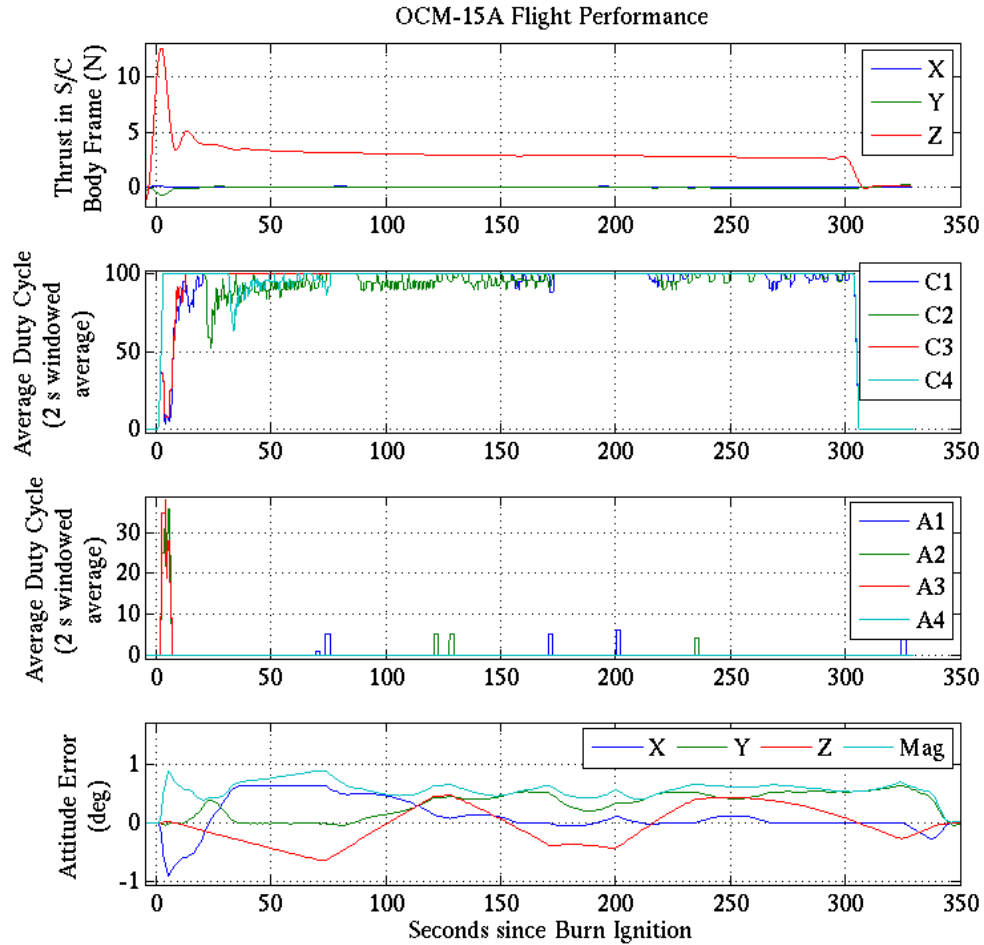 OCM-15A Flight Performance
Thrust in S/C
Body Frame (N)
10
5
0
X
Y
Z
0 50 100 150 200 250 300 350
Average Duty Cycle
(2 s windowed
average)
100
50
0
C1
C2
C3
C4
0 50 100 150 200 250 300 350
Average Duty Cycle
(2 s windowed
average)
30
20
10
0
A1
A2
A3
A4
0 50 100 150 200 250 300 350
Attitude Error
(deg)
1
0
-1
X Y Z Mag
0 50 100 150 200 250 300 350
Seconds since Burn Ignition